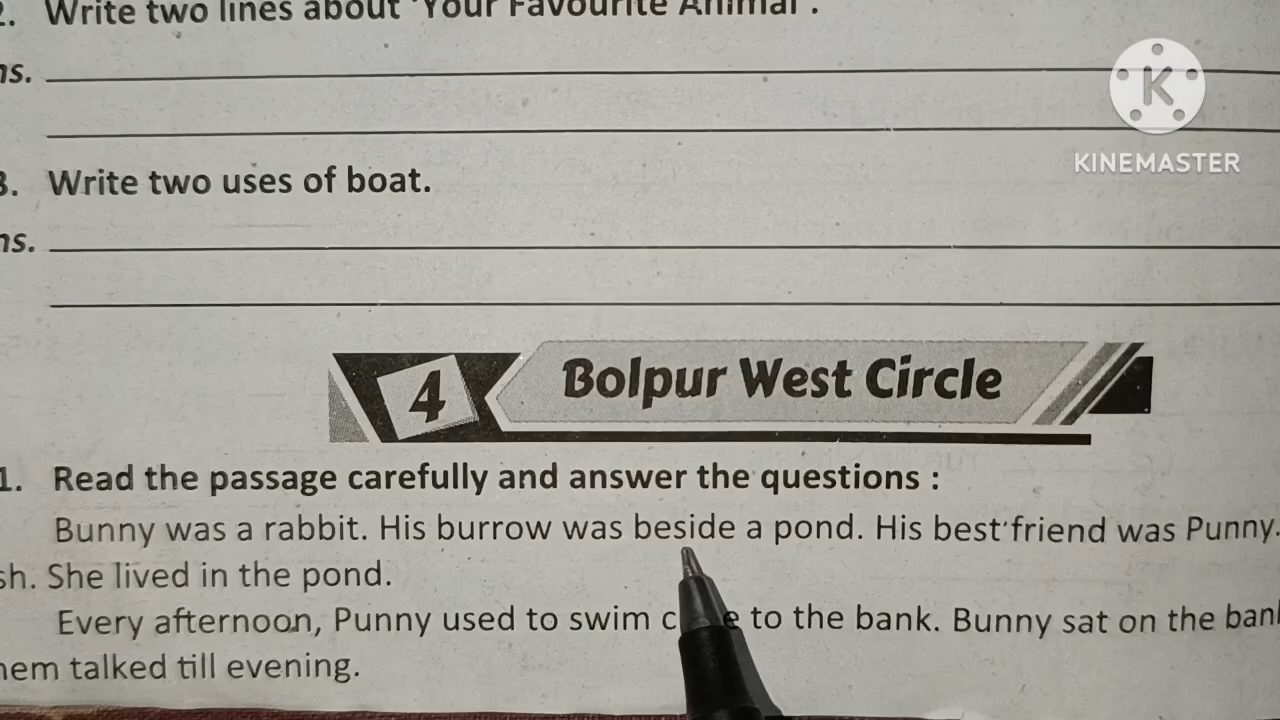 2. Write two lines about 'Your Favourite Animal'.
ns.
3. Write two uses of boat.
ns.
4 Bolpur West Circle
1. Read the passage carefully and answer the questions :
Bunny was a rabbit. His burrow was beside a pond. His best friend was Punny.
sh. She lived in the pond.
Every afternoon, Punny used to swim to the bank. Bunny sat on the ban
hem talked till evening.
K
KINEMASTER